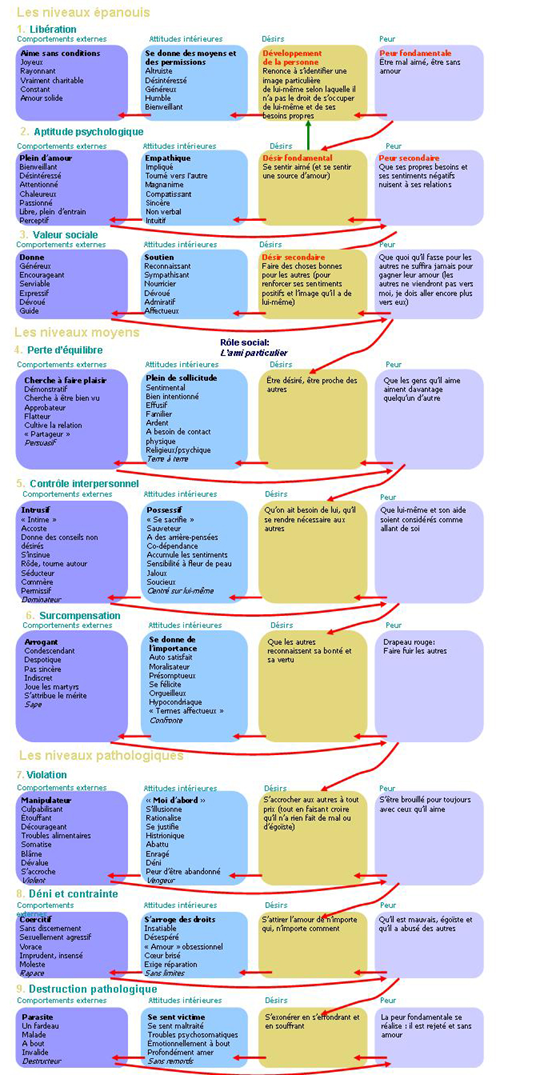 Les niveaux épanouis
1. Libération
Comportements externes
Attitudes intérieures
Désirs
Peur
Aime sans conditions
Joyeux
Rayonnant
Vraiment charitable
Constant
Amour solide
Se donne des moyens et
des permissions
Altruiste
Désintéressé
Généreux
Humble
Bienveillant
Développement
de la personne
Renonce à s'identifier une
image particulière
de lui-même selon laquelle il
n'a pas le droit de s'occuper
de lui-même et de ses
besoins propres
Peur fondamentale
Être mal aimé, être sans
amour
2. Aptitude psychologique
Comportements externes
Attitudes intérieures
Désirs
Peur
Plein d'amour
Bienveillant
Désintéressé
Attentionné
Chaleureux
Passionné
Libre, plein d'entrain
Perceptif
Empathique
Impliqué
Tourné vers l'autre
Magnanime
Compatissant
Sincère
Non verbal
Intuitif
Désir fondamental
Se sentir aimé (et se sentir
une source d'amour)
Peur secondaire
Que ses propres besoins et
ses sentiments négatifs
nuisent à ses relations
3. Valeur sociale
Comportements externes
Attitudes intérieures
Désirs
Peur
Donne
Généreux
Encourageant
Serviable
Expressif
Dévoué
Guide
Soutien
Reconnaissant
Sympathisant
Nourricier
Dévoué
Admiratif
Affectueux
Désir secondaire
Faire des choses bonnes
pour les autres (pour
renforcer ses sentiments
positifs et l'image qu'il a de
lui-même)
Que quoi qu'il fasse pour les
autres ne suffira jamais pour
gagner leur amour (les
autres ne viendront pas vers
moi, je dois aller encore plus
vers eux)
Les niveaux moyens
Rôle social:
L'ami particulier
4. Perte d'équilibre
Comportements externes
Attitudes intérieures
Désirs
Peur
Cherche à faire plaisir
Démonstratif
Cherche à être bien vu
Approbateur
Flatteur
Cultive la relation
« Partageur »
Persuasif
Plein de sollicitude
Sentimental
Bien intentionné
Effusif
Familier
Ardent
A besoin de contact
physique
Religieux/psychique
Terre à terre
Être désiré, être proche des
autres
Que les gens qu'il aime
aiment davantage
quelqu'un d'autre
5. Contrôle interpersonnel
Comportements externes
Attitudes intérieures
Désirs
Peur
Intrusif
« Intime »
Accoste
Donne des conseils non
désirés
S'insinue
Rôde, tourne autour
Séducteur
Commère
Permissif
Dominateur
Possessif
« Se sacrifie »
Sauveteur
A des arrière-pensées
Co-dépendance
Accumule les sentiments
Sensibilité à fleur de peau
Jaloux
Soucieux
Centré sur lui-même
Qu'on ait besoin de lui, qu'il
se rendre nécessaire aux
autres
Que lui-même et son aide
soient considérés comme
allant de soi
6. Surcompensation
Comportements externes
Attitudes intérieures
Désirs
Peur
Arrogant
Condescendant
Despotique
Pas sincère
Indiscret
Joue les martyrs
S'attribue le mérite
Sape
Se donne de
l'importance
Auto satisfait
Moralisateur
Présomptueux
Se félicite
Orgueilleux
Hypocondriaque
« Termes affectueux »
Confronte
Que les autres
reconnaissent sa bonté et
sa vertu
Drapeau rouge:
Faire fuir les autres
Les niveaux pathologiques
7. Violation
Comportements externes
Attitudes intérieures
Désirs
Peur
Manipulateur
Culpabilisant
Étouffant
Décourageant
Troubles alimentaires
Somatise
Blâme
Dévalue
S'accroche
Violent
« Moi d'abord »
S'illusionne
Rationalise
Se justifie
Histrionique
Abattu
Enragé
Déni
Peur d'être abandonné
Vengeur
S'accrocher aux autres à tout
prix (tout en faisant croire
qu'il n'a rien fait de mal ou
d'égoïste)
S'être brouillé pour toujours
avec ceux qu'il aime
8. Déni et contrainte
Comportements
externes
Attitudes intérieures
Désirs
Peur
Coercitif
Sans discernement
Sexuellement agressif
Vorace
Imprudent, insensé
Moleste
Rapace
S'arroge des droits
Insatiable
Désespéré
« Amour » obsessionnel
Cœur brisé
Exige réparation
Sans limites
S'attirer l'amour de n'importe
qui, n'importe comment
Qu'il est mauvais, égoïste et
qu'il a abusé des autres
9. Destruction pathologique
Comportements externes
Attitudes intérieures
Désirs
Peur
Parasite
Un fardeau
Malade
A bout
Invalide
Destructeur
Se sent victime
Se sent maltraité
Troubles psychosomatiques
Émotionnellement à bout
Profondément amer
Sans remords
S'exonérer en s'effondrant et
en souffrant
La peur fondamentale se
réalise : il est rejeté et sans
amour